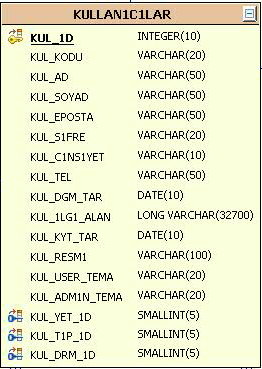 KULLAN1C1LAR
KUL_1D INTEGER(10)
KUL_KODU VARCHAR(20)
KUL_AD VARCHAR(50)
KUL_SOYAD VARCHAR(50)
KUL_EPOSTA VARCHAR(50)
KUL_S1FRE VARCHAR(20)
KUL_C1NS1YET VARCHAR(10)
KUL_TEL VARCHAR(50)
KUL_DGM_TAR DATE(10)
KUL_1LG1_ALAN LONG VARCHAR(32700)
KUL_KYT_TAR DATE(10)
KUL_RESM1 VARCHAR(100)
KUL_USER_TEMA VARCHAR(20)
KUL_ADM1N_TEMA VARCHAR(20)
KUL_YET_1D SMALLINT(5)
KUL_T1P_1D SMALLINT(5)
KUL_DRM_1D SMALLINT(5)